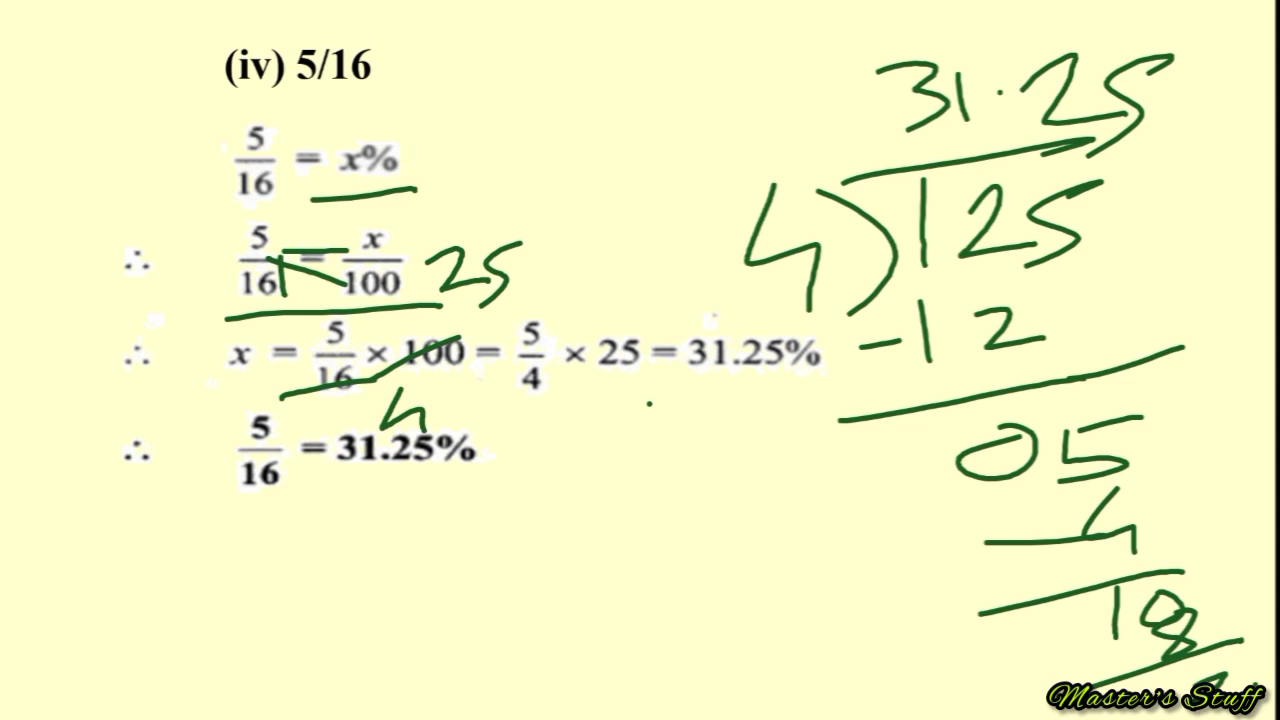 (iv) 5/16
5/16 = x%
∴ 5/16 = x/100
25
∴ x = 5/16 × 100 = 5/4 × 25 = 31.25%
4
∴ 5/16 = 31.25%
31.25
4)125
-12
05
4
10
8
Master's Stuff